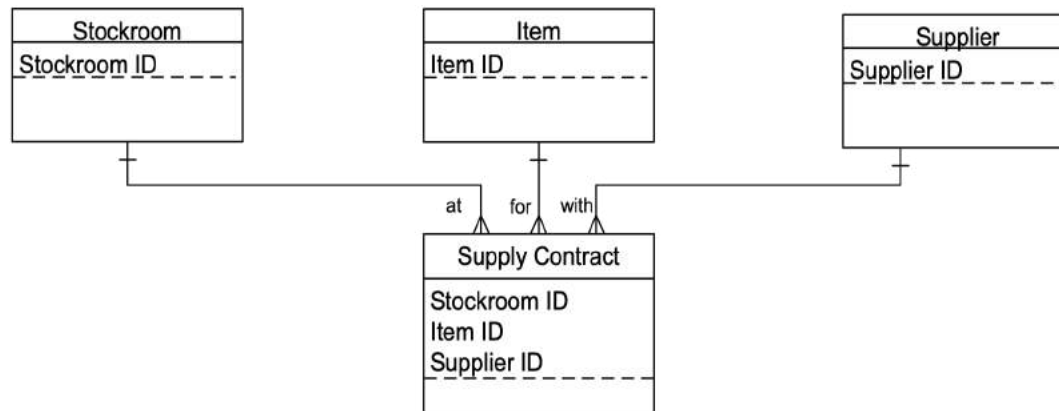 Stockroom
Stockroom ID
Item
Item ID
Supplier
Supplier ID
at
for
with
Supply Contract
Stockroom ID
Item ID
Supplier ID